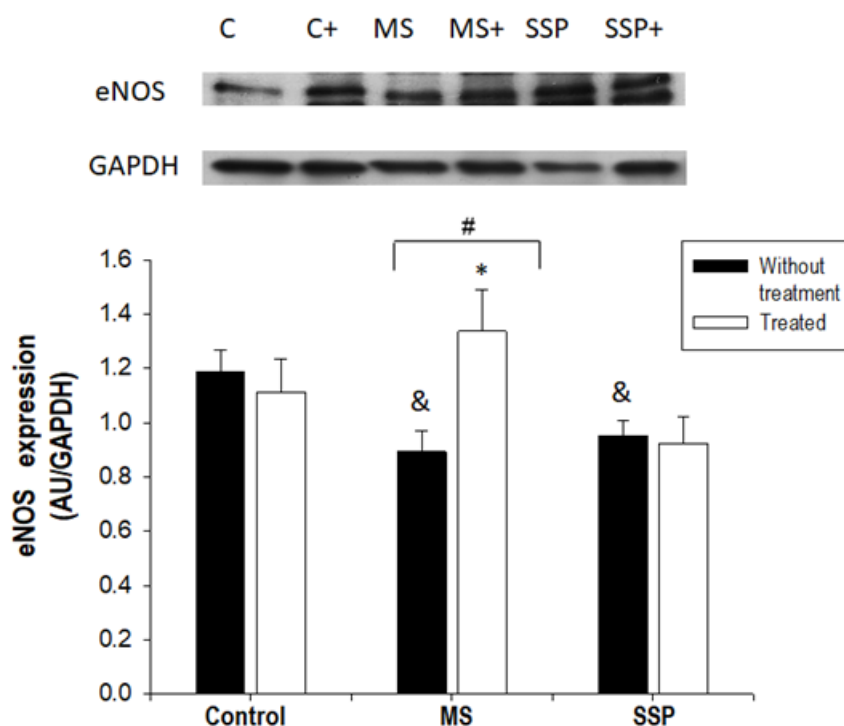 C C+ MS MS+ SSP SSP+
eNOS
GAPDH
#
*
&
&
Without
treatment
Treated
1.6
1.4
1.2
1.0
0.8
0.6
0.4
0.2
0.0
eNOS expression
(AU/GAPDH)
Control MS SSP